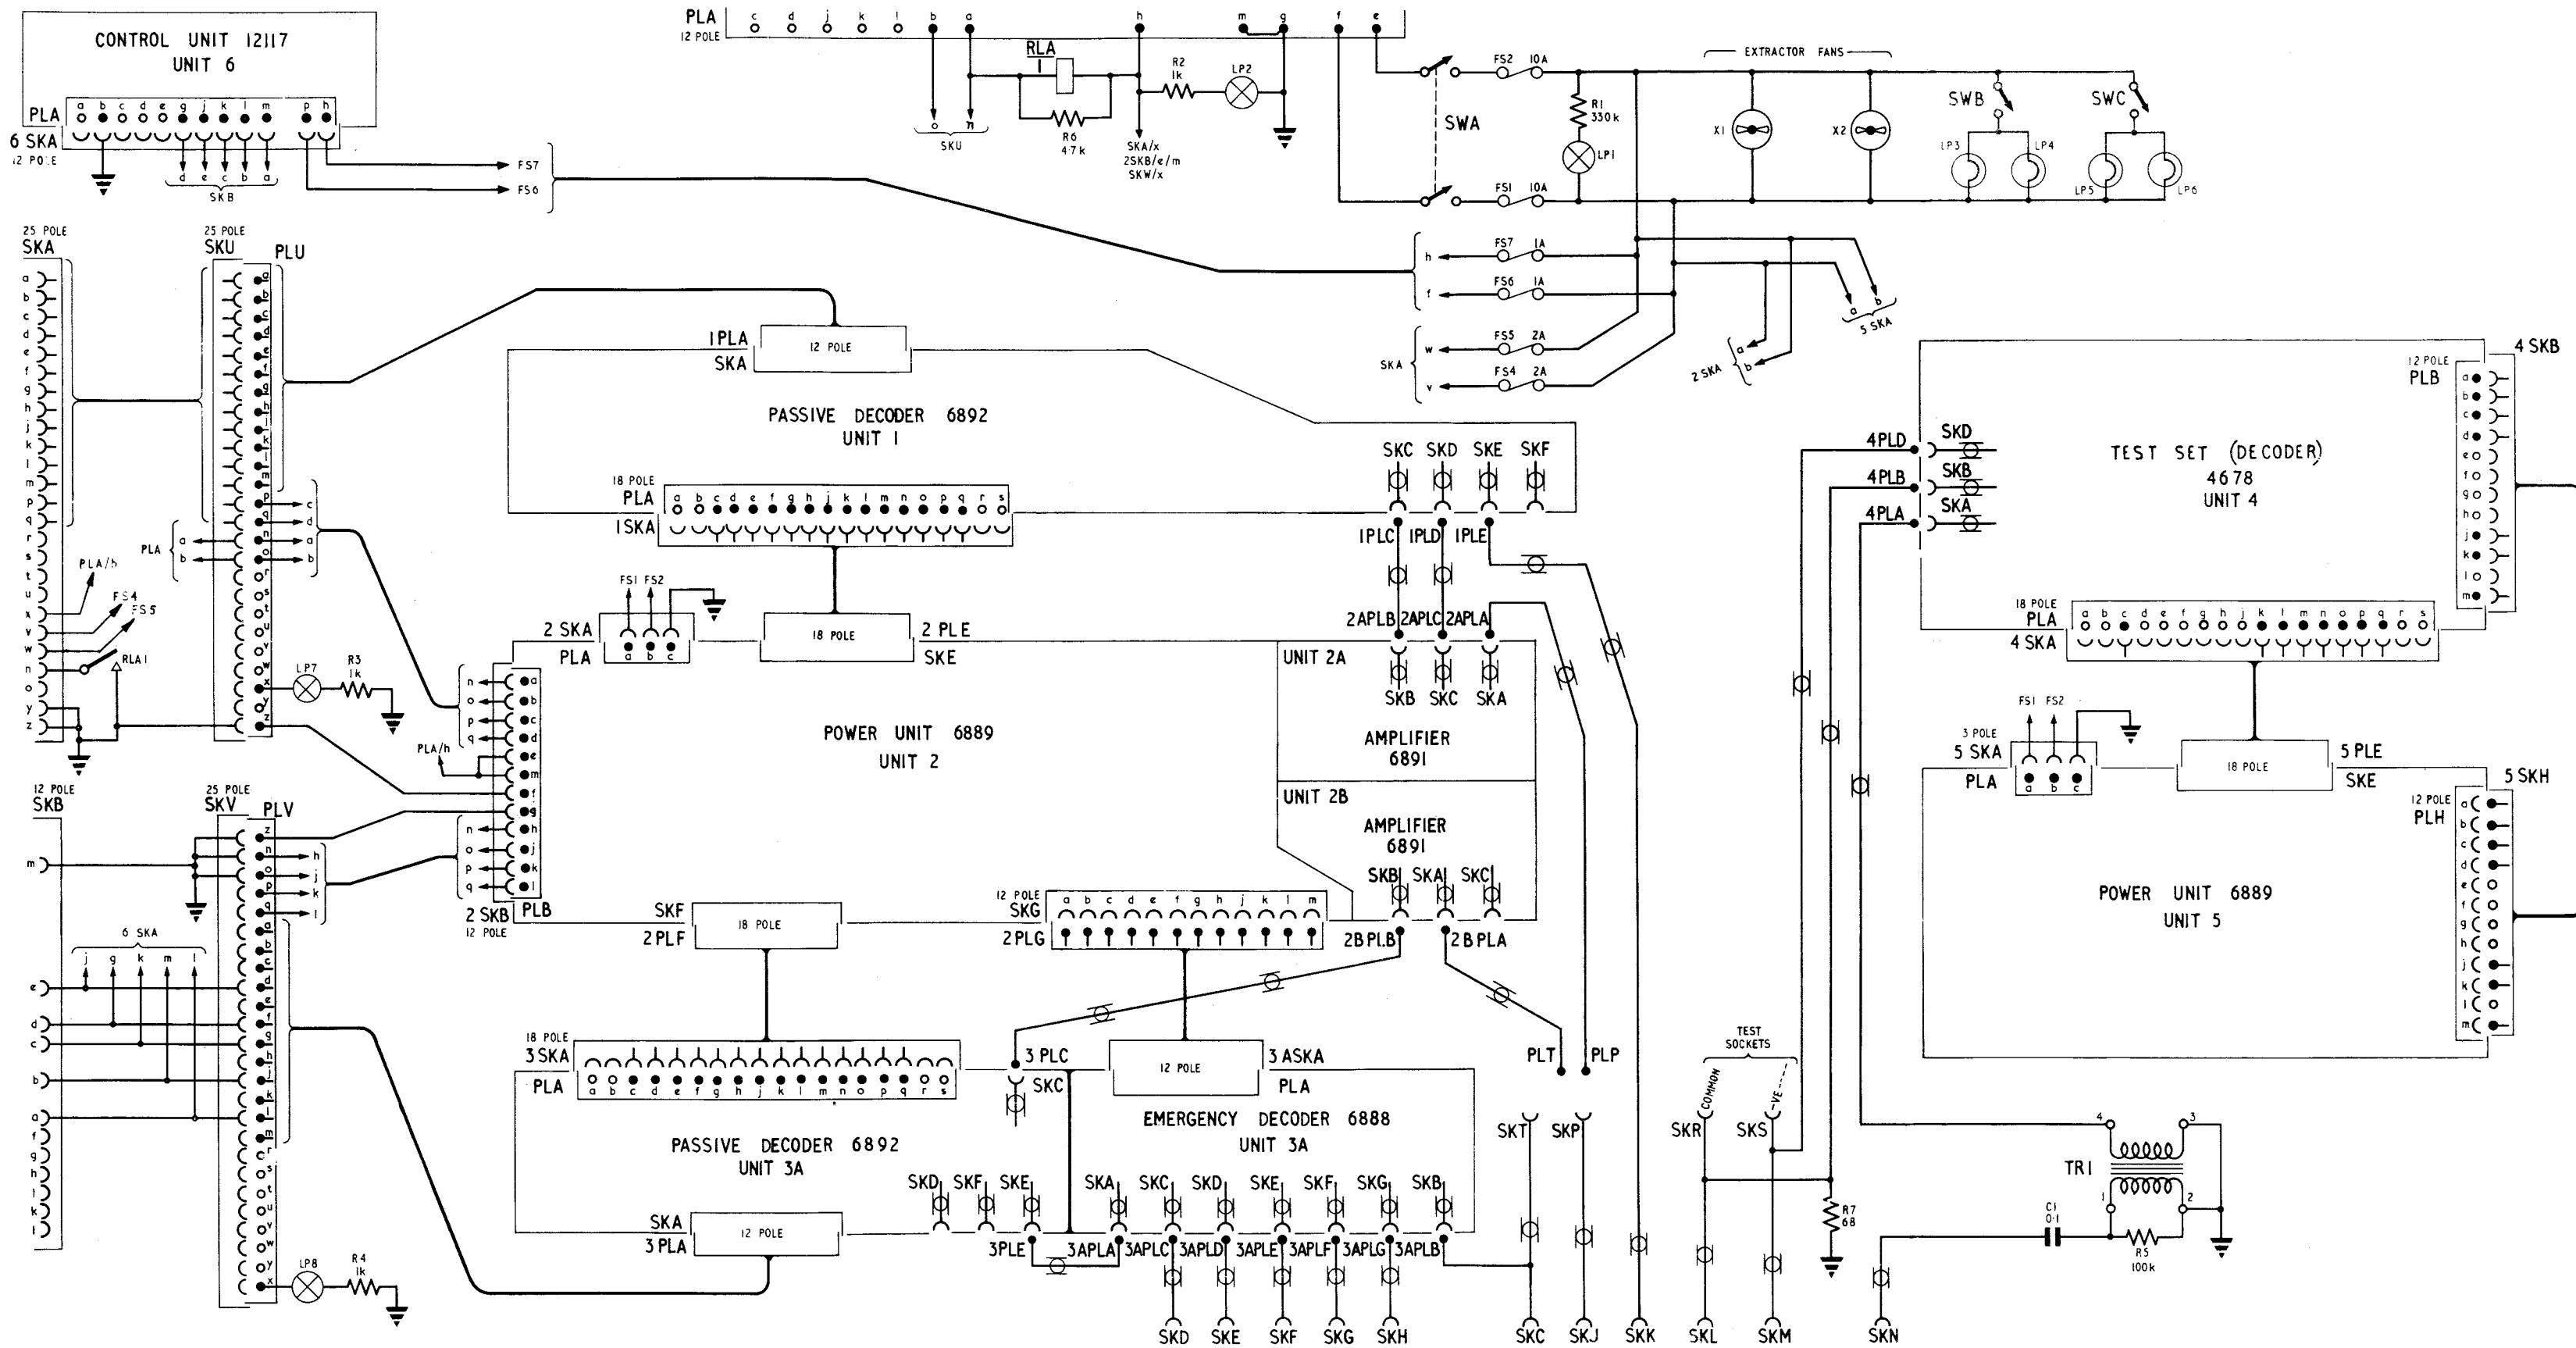 CONTROL UNIT 12117
UNIT 6
PLA
a b c d e g j k l m p h
6 SKA
12 POLE
d e c b a
SKB
FS7
FS6
PLA
12 POLE
c d j k l b a h m g f e
RLA
1
R6
4·7k
R2
1k
LP2
o n
SKU
SKA/x
2SKB/e/m
SKW/x
SWA
FS2 10A
FS1 10A
R1
330k
LP1
EXTRACTOR FANS
X1
X2
SWB
SWC
LP3
LP4
LP5
LP6
h FS7 1A
f FS6 1A
SKA
w FS5 2A
v FS4 2A
2 SKA
a
b
a
b
5 SKA
25 POLE
SKA
a
b
c
d
e
f
g
h
j
k
l
m
p
q
r
s
t
u
x
v
w
n
o
y
z
PLA/h
FS4
FS5
RLA1
25 POLE
SKU
PLU
a
b
c
d
e
f
g
h
j
k
l
m
p
q
n
o
r
s
t
u
v
w
x
y
z
c
d
a
b
PLA
a
b
LP7
R3
1k
1PLA
SKA
12 POLE
PASSIVE DECODER 6892
UNIT 1
18 POLE
PLA
a b c d e f g h j k l m n o p q r s
1SKA
SKC SKD SKE SKF
1PLC 1PLD 1PLE
FS1 FS2
2 SKA
PLA
a b c
18 POLE
2 PLE
SKE
POWER UNIT 6889
UNIT 2
n
o
p
q
PLA/h
n
o
p
q
a
b
c
d
e
m
f
g
h
j
k
l
2 SKB
12 POLE
PLB
2APLB 2APLC 2APLA
UNIT 2A
SKB SKC SKA
AMPLIFIER
6891
UNIT 2B
AMPLIFIER
6891
SKB SKA SKC
2BPLB 2BPLA
SKF
2PLF
18 POLE
12 POLE
SKG
a b c d e f g h j k l m
2PLG
12 POLE
SKB
m
e
d
c
b
a
f
g
h
j
k
l
6 SKA
j g k m l
25 POLE
SKV
PLV
z
n
o
p
q
a
b
c
d
e
f
g
h
j
k
l
m
r
s
t
u
v
w
y
x
h
j
k
l
LP8
R4
1k
18 POLE
3 SKA
PLA
a b c d e f g h j k l m n o p q r s
3 PLC
SKC
12 POLE
3 ASKA
PLA
PASSIVE DECODER 6892
UNIT 3A
EMERGENCY DECODER 6888
UNIT 3A
SKA
3 PLA
12 POLE
SKD SKF SKE SKA SKC SKD SKE SKF SKG SKB
3PLE 3APLA 3APLC 3APLD 3APLE 3APLF 3APLG 3APLB
SKD SKE SKF SKG SKH
PLT PLP
SKT SKP
SKC SKJ SKK SKL SKM SKN
TEST
SOCKETS
COMMON
-VE
SKR SKS
R7
68
C1
0·1
TR1
4 3
1 2
R5
100k
4PLD SKD
4PLB SKB
4PLA SKA
TEST SET (DECODER)
4678
UNIT 4
4 SKB
12 POLE
PLB
a
b
c
d
e
f
g
h
j
k
l
m
18 POLE
PLA
a b c d e f g h j k l m n o p q r s
4 SKA
FS1 FS2
3 POLE
5 SKA
PLA
a b c
18 POLE
5 PLE
SKE
POWER UNIT 6889
UNIT 5
5 SKH
12 POLE
PLH
a
b
c
d
e
f
g
h
j
k
l
m